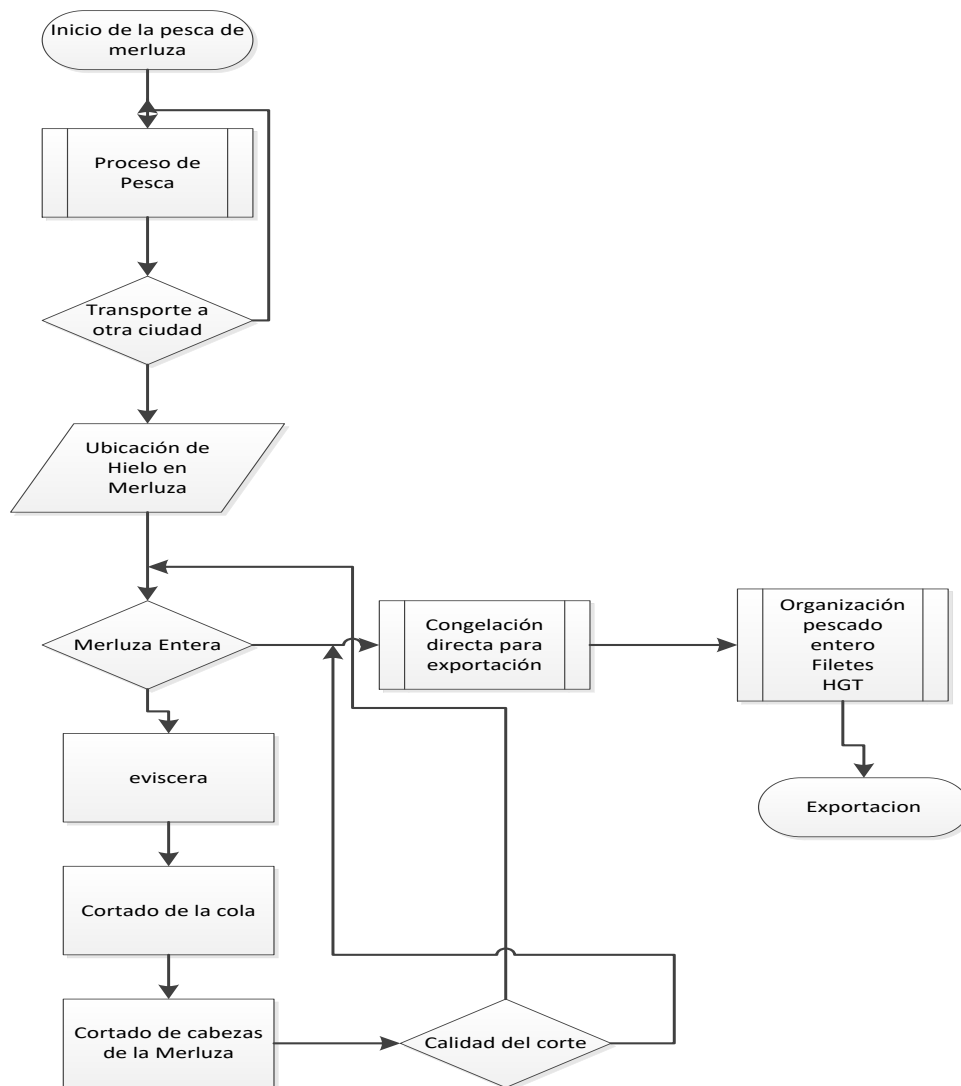 Inicio de la pesca de
merluza
Proceso de
Pesca
Transporte a
otra ciudad
Ubicación de
Hielo en
Merluza
Merluza Entera
Congelación
directa para
exportación
Organización
pescado
entero
Filetes
HGT
eviscera
Exportacion
Cortado de la cola
Cortado de cabezas
de la Merluza
Calidad del corte